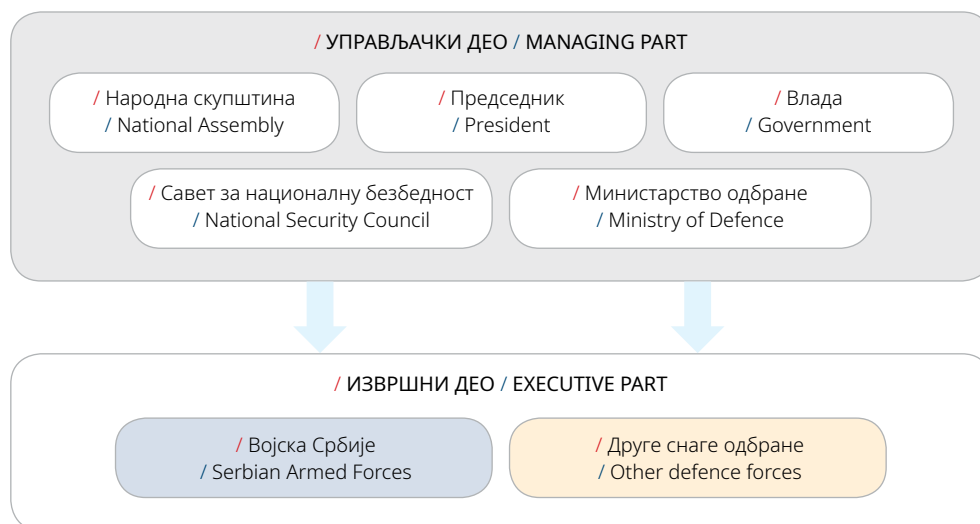 / УПРАВЉАЧКИ ДЕО / MANAGING PART
/ Народна скупштина
/ National Assembly
/ Председник
/ President
/ Влада
/ Government
/ Савет за националну безбедност
/ National Security Council
/ Министарство одбране
/ Ministry of Defence
/ ИЗВРШНИ ДЕО / EXECUTIVE PART
/ Војска Србије
/ Serbian Armed Forces
/ Друге снаге одбране
/ Other defence forces